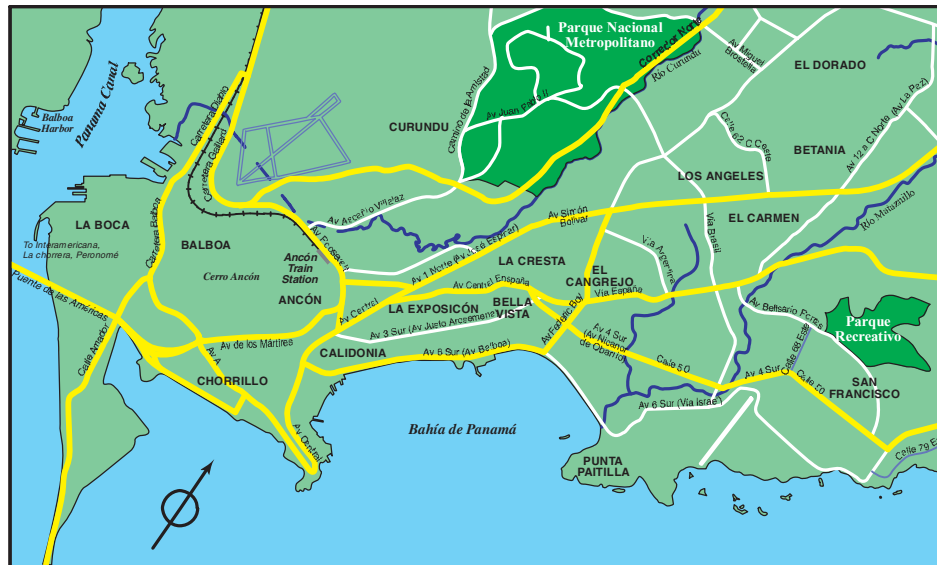 Parque Nacional
Metropolitano
Corredor Norte
Río Curundu
Av Miguel
Brostella
EL DORADO
Panama Canal
Balboa
Harbor
Carretera Diablo
Carretera Gaillard
CURUNDU
Camino de la Amistad
Av Juan Pablo II
Calle 62 C Oeste
BETANIA
Av 12 a C Norte (Av La Paz)
LOS ANGELES
LA BOCA
To Interamericana,
La chorrera, Peronomé
Carretera Balboa
BALBOA
Cerro Ancón
Av Ascanio Villalaz
Av Roosevelt
Ancón
Train
Station
ANCÓN
Av Simón
Bolívar
EL CARMEN
Río Matasnillo
Av 1 Norte (Av José Espinar)
LA CRESTA
Vía Argentina
Vía Brasil
EL
CANGREJO
Vía España
Av Central Enspaña
Av Central
LA EXPOSICÓN
BELLA
VISTA
Av 3 Sur (Av Justo Arosemena)
Av Federico Boy
Puente de las Américas
Calle Amador
Av de los Mártires
Av A
CALIDONIA
Av 6 Sur (Av Balboa)
Av 4 Sur
(Av Nicanor
de Obarrio)
Calle 50
Av Belisario Porras
Parque
Recreativo
Av 4 Sur
Calle 50
SAN
FRANCISCO
CHORRILLO
Av Central
Av 6 Sur (Vía Israel)
Bahía de Panamá
PUNTA
PAITILLA